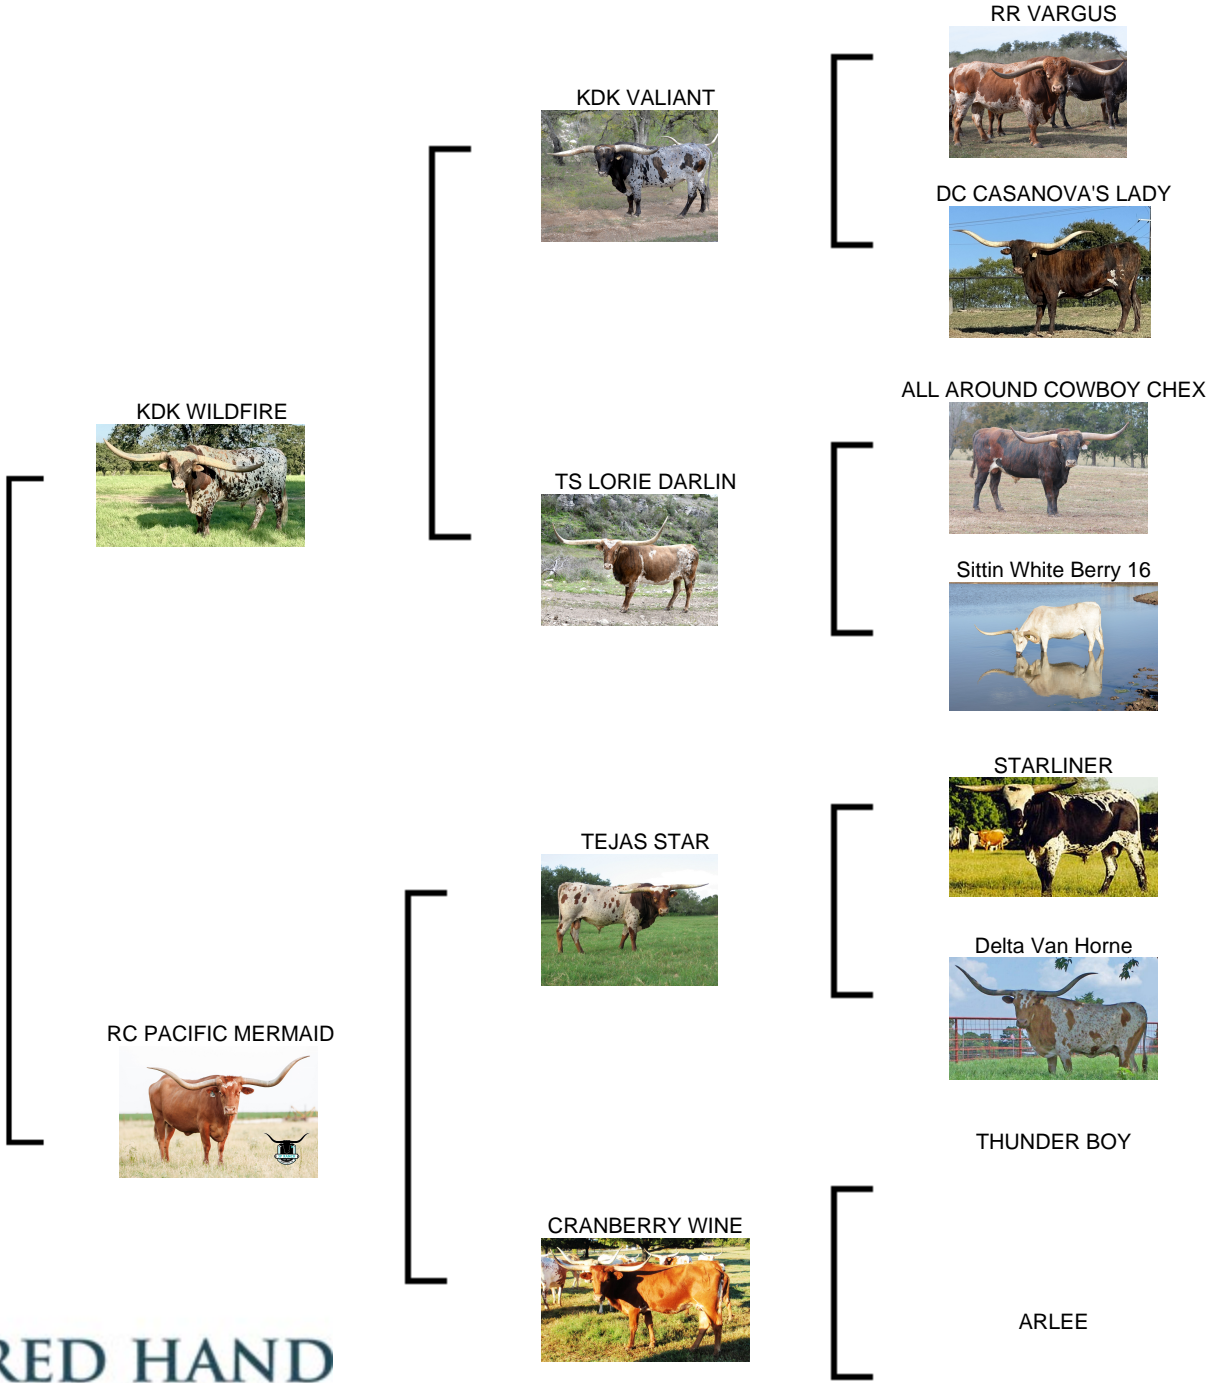 RR VARGUS
KDK VALIANT
DC CASANOVA'S LADY
ALL AROUND COWBOY CHEX
KDK WILDFIRE
TS LORIE DARLIN
Sittin White Berry 16
STARLINER
TEJAS STAR
Delta Van Horne
RC PACIFIC MERMAID
THUNDER BOY
CRANBERRY WINE
ARLEE
RED HAND